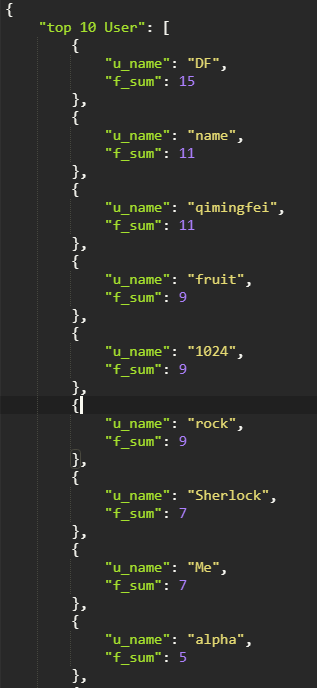 {
"top 10 User": [
{
"u_name": "DF",
"f_sum": 15
},
{
"u_name": "name",
"f_sum": 11
},
{
"u_name": "qimingfei",
"f_sum": 11
},
{
"u_name": "fruit",
"f_sum": 9
},
{
"u_name": "1024",
"f_sum": 9
},
{
"u_name": "rock",
"f_sum": 9
},
{
"u_name": "Sherlock",
"f_sum": 7
},
{
"u_name": "Me",
"f_sum": 7
},
{
"u_name": "alpha",
"f_sum": 5
},